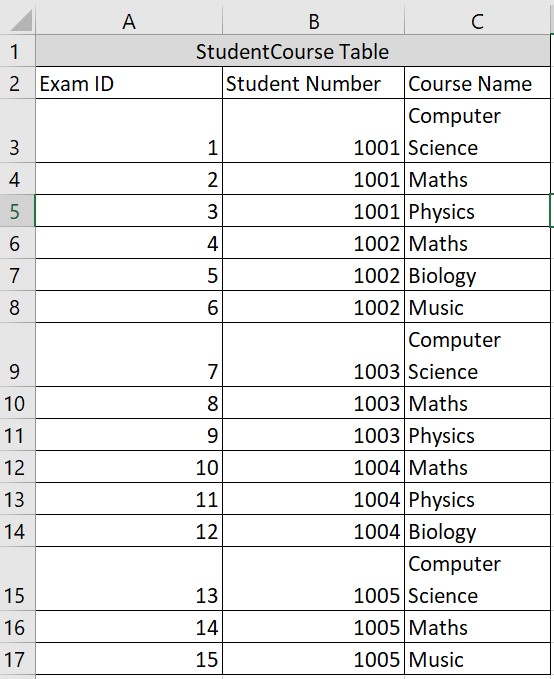 A B C
1 StudentCourse Table
2 Exam ID Student Number Course Name
Computer
3 1 1001 Science
4 2 1001 Maths
5 3 1001 Physics
6 4 1002 Maths
7 5 1002 Biology
8 6 1002 Music
Computer
9 7 1003 Science
10 8 1003 Maths
11 9 1003 Physics
12 10 1004 Maths
13 11 1004 Physics
14 12 1004 Biology
Computer
15 13 1005 Science
16 14 1005 Maths
17 15 1005 Music